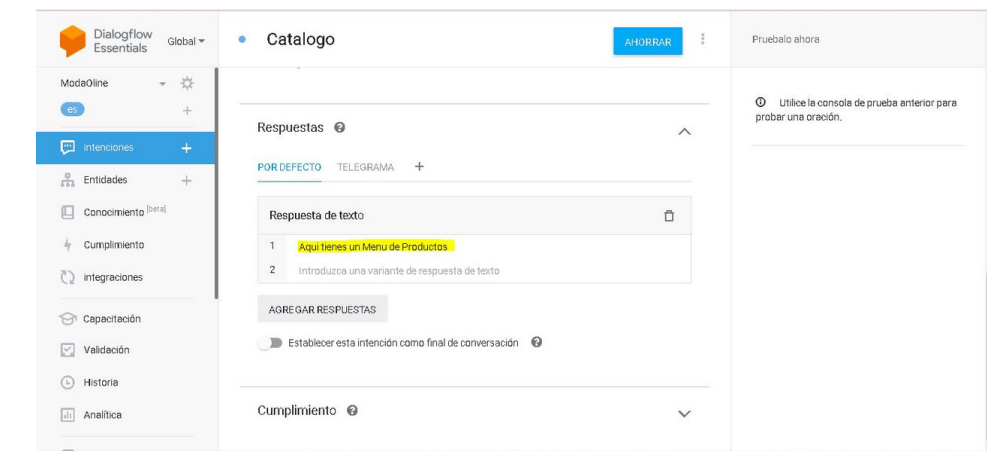 Dialogflow
Essentials
Global
Catalogo
AHORRAR
Pruebalo ahora
ModaOline
es
Utilice la consola de prueba anterior para
probar una oración.
Respuestas
intenciones
POR DEFECTO TELEGRAMA
Entidades
Conocimiento [beta]
Respuesta de texto
Cumplimiento
1 Aqui tienes un Menu de Productos
2 Introduzca una variante de respuesta de texto
integraciones
AGREGAR RESPUESTAS
Capacitación
Establecer esta intención como final de conversación
Validación
Historia
Cumplimiento
Analítica